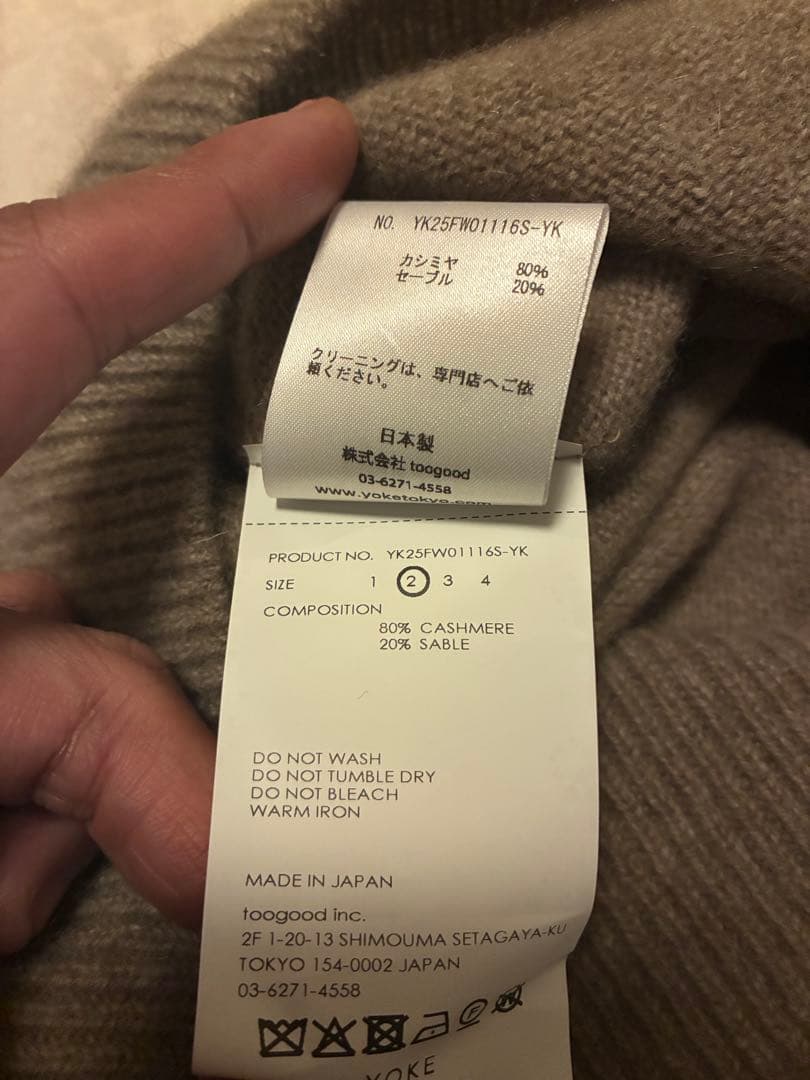 NO. YK25FW01116S-YK
カシミヤ 80%
セーブル 20%
クリーニングは、専門店へご依
頼ください。
日本製
株式会社 toogood
03-6271-4558
www.yoketokyo.com
PRODUCT NO. YK25FW01116S-YK
SIZE 1 2 3 4
COMPOSITION
80% CASHMERE
20% SABLE
DO NOT WASH
DO NOT TUMBLE DRY
DO NOT BLEACH
WARM IRON
MADE IN JAPAN
toogood inc.
2F 1-20-13 SHIMOUMA SETAGAYA-KU
TOKYO 154-0002 JAPAN
03-6271-4558
YOKE